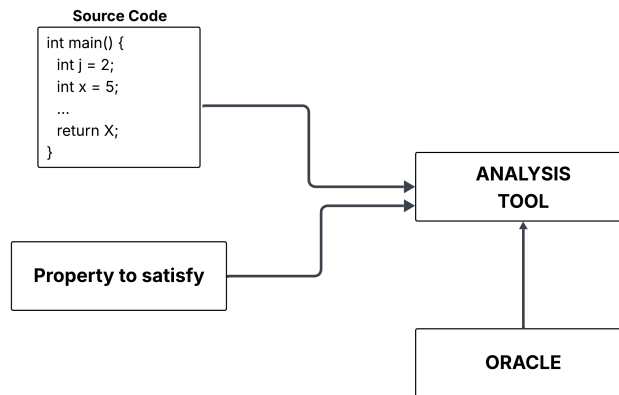 Source Code
int main() {
int j = 2;
int x = 5;
...
return X;
}
ANALYSIS
TOOL
Property to satisfy
ORACLE